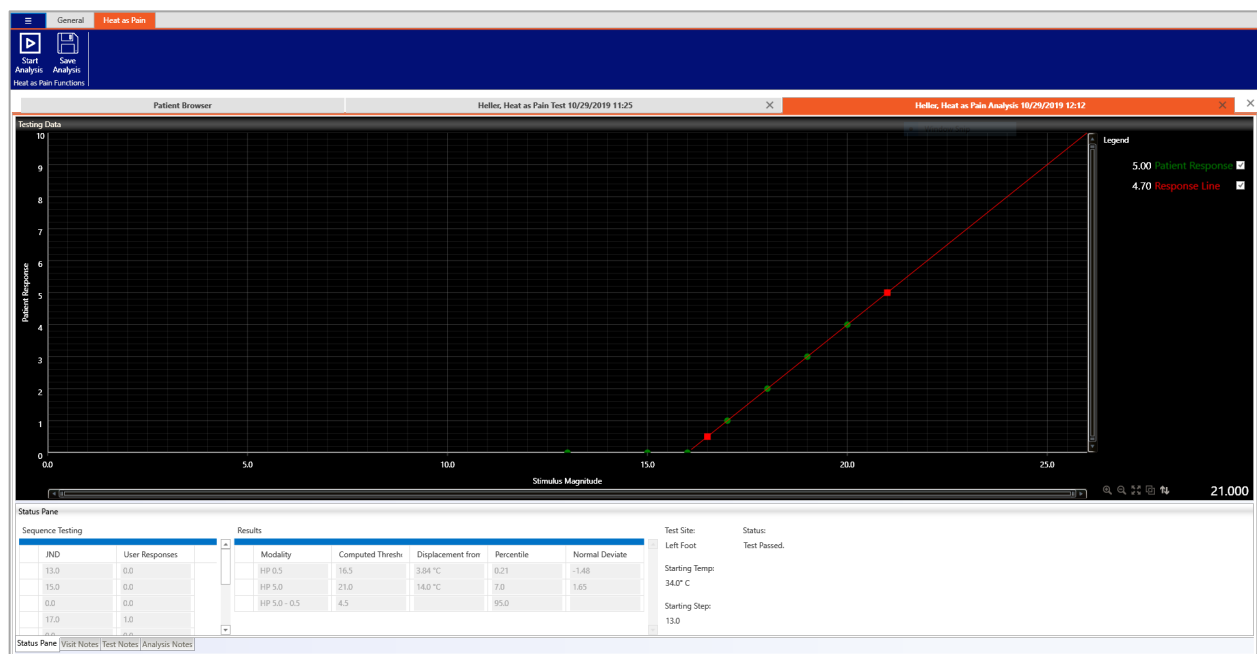 General Heat as Pain
Start Analysis Save Analysis
Heat as Pain Functions
Patient Browser Heller, Heat as Pain Test 10/29/2019 11:25 Heller, Heat as Pain Analysis 10/29/2019 12:12
Testing Data
Legend
5.00 Patient Response
4.70 Response Line
10
9
8
7
6
5
4
3
2
1
0
Patient Response
0.0 5.0 10.0 15.0 20.0 25.0
Stimulus Magnitude
21.000
Status Pane
Sequence Testing
JND User Responses
13.0 0.0
15.0 0.0
0.0 0.0
17.0 1.0
Results
Modality Computed Thresh Displacement from Percentile Normal Deviate
HP 0.5 16.5 3.84 °C 0.21 -1.48
HP 5.0 21.0 14.0 °C 7.0 1.65
HP 5.0 - 0.5 4.5 95.0
Test Site: Status:
Left Foot Test Passed.
Starting Temp:
34.0° C
Starting Step:
13.0
Status Pane Visit Notes Test Notes Analysis Notes